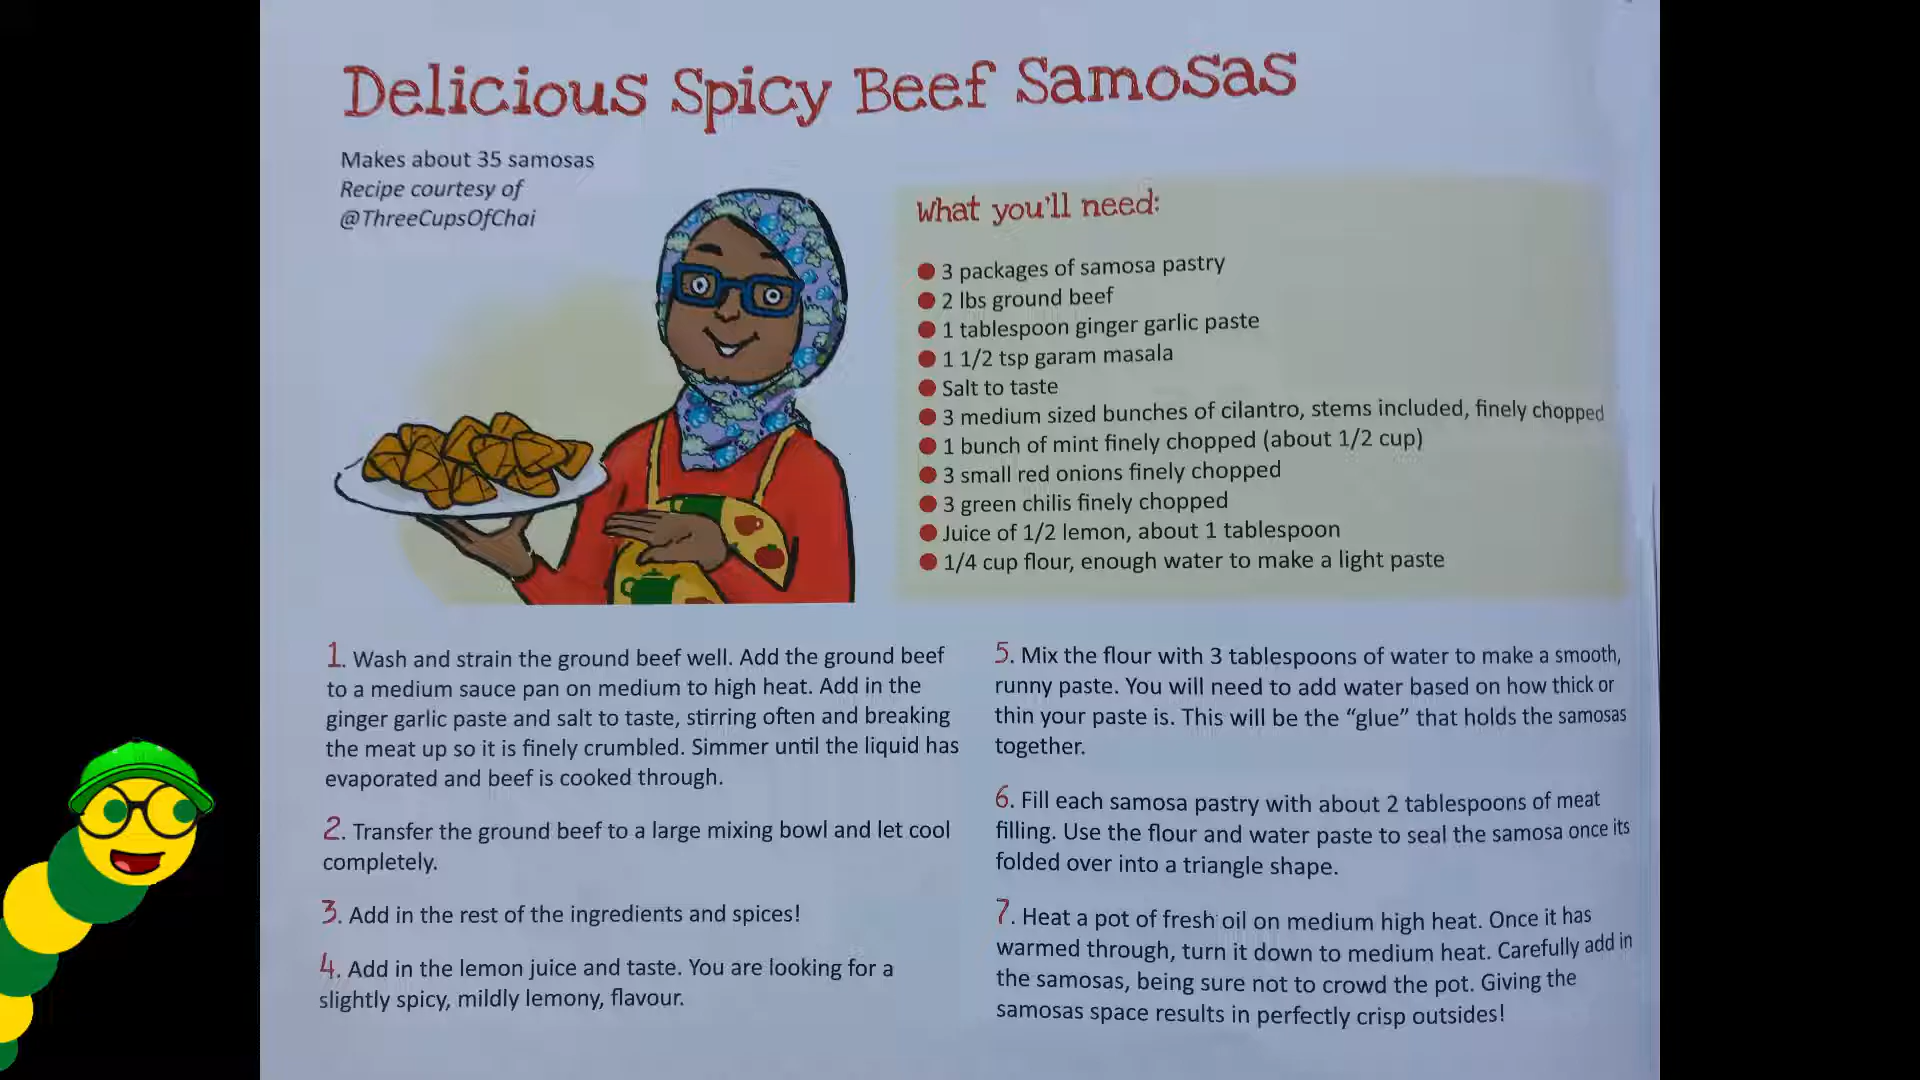 Delicious Spicy Beef Samosas
Makes about 35 samosas
Recipe courtesy of
@ThreeCupsOfChai
What you'll need:
3 packages of samosa pastry
2 lbs ground beef
1 tablespoon ginger garlic paste
1 1/2 tsp garam masala
Salt to taste
3 medium sized bunches of cilantro, stems included, finely chopped
1 bunch of mint finely chopped (about 1/2 cup)
3 small red onions finely chopped
3 green chilis finely chopped
Juice of 1/2 lemon, about 1 tablespoon
1/4 cup flour, enough water to make a light paste
1. Wash and strain the ground beef well. Add the ground beef
to a medium sauce pan on medium to high heat. Add in the
ginger garlic paste and salt to taste, stirring often and breaking
the meat up so it is finely crumbled. Simmer until the liquid has
evaporated and beef is cooked through.
2. Transfer the ground beef to a large mixing bowl and let cool
completely.
3. Add in the rest of the ingredients and spices!
4. Add in the lemon juice and taste. You are looking for a
slightly spicy, mildly lemony, flavour.
5. Mix the flour with 3 tablespoons of water to make a smooth,
runny paste. You will need to add water based on how thick or
thin your paste is. This will be the “glue” that holds the samosas
together.
6. Fill each samosa pastry with about 2 tablespoons of meat
filling. Use the flour and water paste to seal the samosa once its
folded over into a triangle shape.
7. Heat a pot of fresh oil on medium high heat. Once it has
warmed through, turn it down to medium heat. Carefully add in
the samosas, being sure not to crowd the pot. Giving the
samosas space results in perfectly crisp outsides!